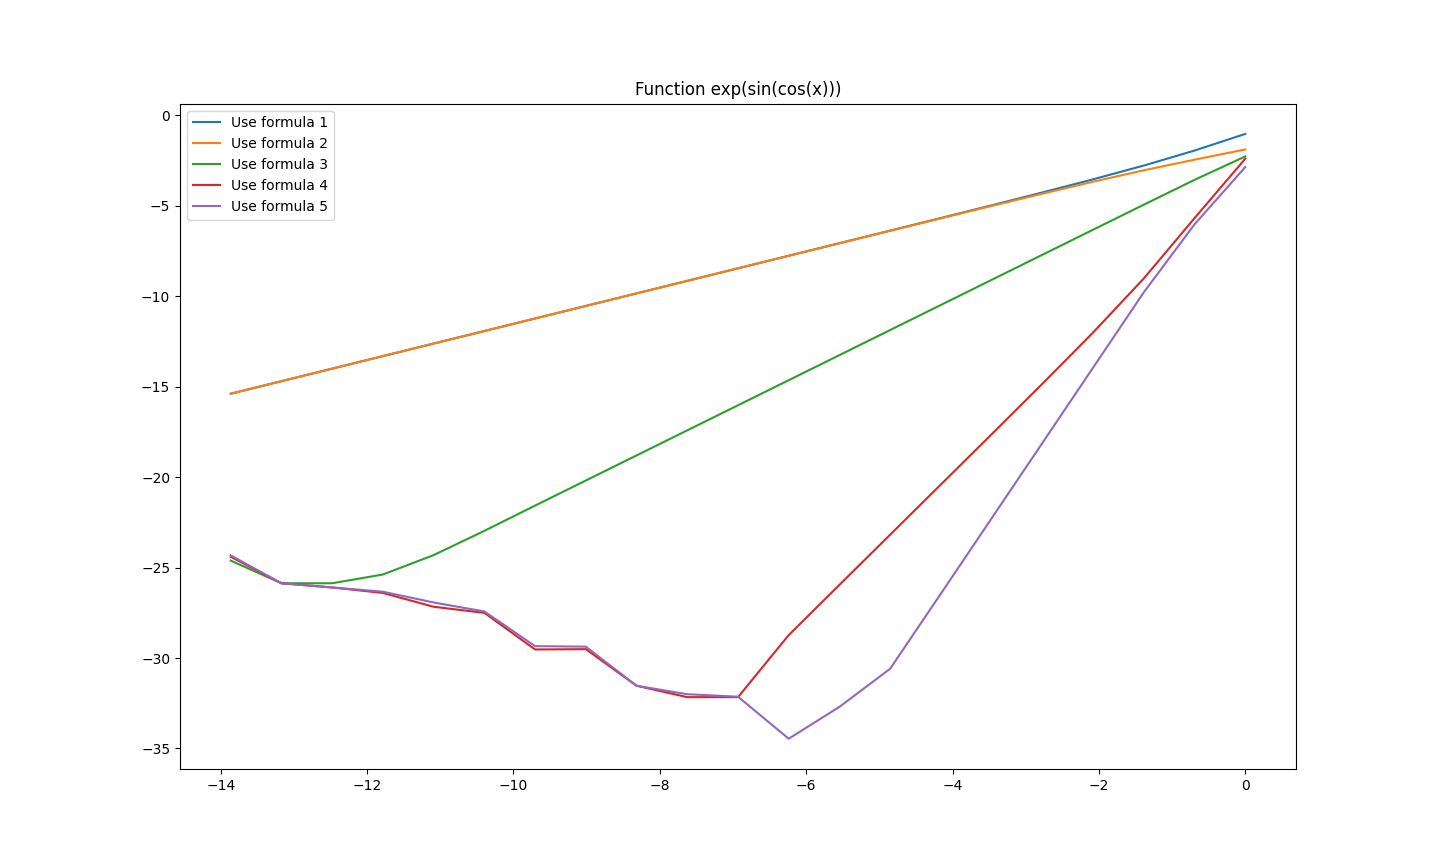 Function exp(sin(cos(x)))
Use formula 1
Use formula 2
Use formula 3
Use formula 4
Use formula 5
0
−5
−10
−15
−20
−25
−30
−35
−14 −12 −10 −8 −6 −4 −2 0